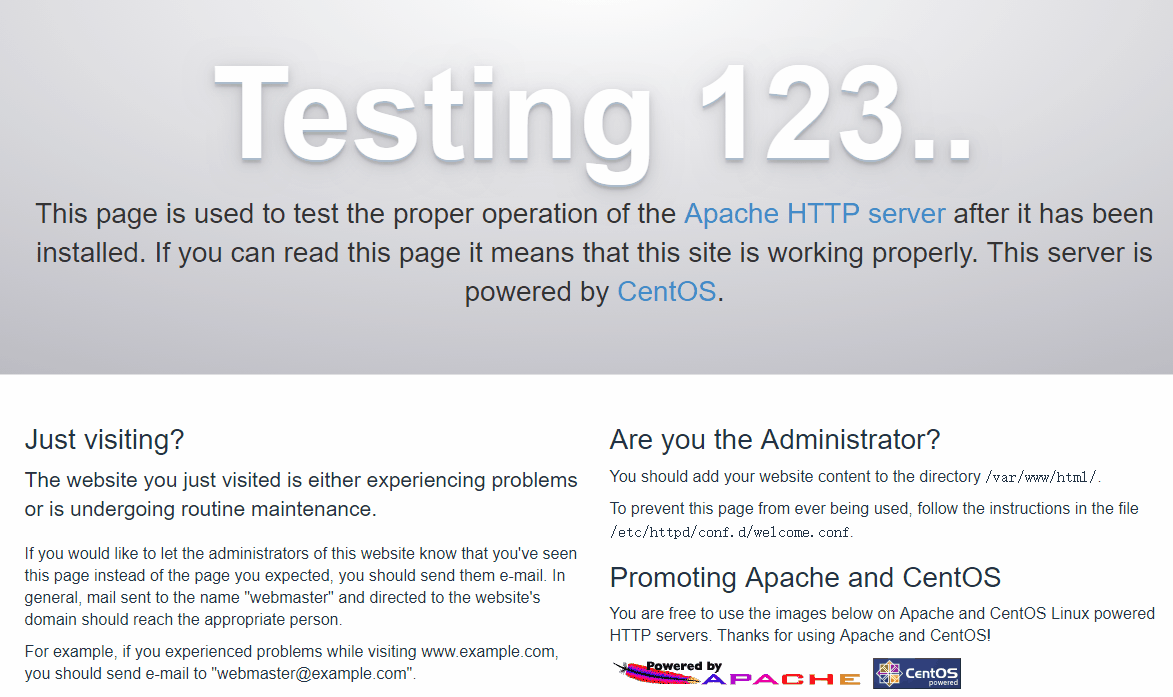 Testing 123..
This page is used to test the proper operation of the Apache HTTP server after it has been
installed. If you can read this page it means that this site is working properly. This server is
powered by CentOS.
Just visiting?
The website you just visited is either experiencing problems
or is undergoing routine maintenance.
If you would like to let the administrators of this website know that you've seen
this page instead of the page you expected, you should send them e-mail. In
general, mail sent to the name "webmaster" and directed to the website's
domain should reach the appropriate person.
For example, if you experienced problems while visiting www.example.com,
you should send e-mail to "webmaster@example.com".
Are you the Administrator?
You should add your website content to the directory /var/www/html/.
To prevent this page from ever being used, follow the instructions in the file
/etc/httpd/conf.d/welcome.conf.
Promoting Apache and CentOS
You are free to use the images below on Apache and CentOS Linux powered
HTTP servers. Thanks for using Apache and CentOS!
Powered by
APACHE
CentOS
powered